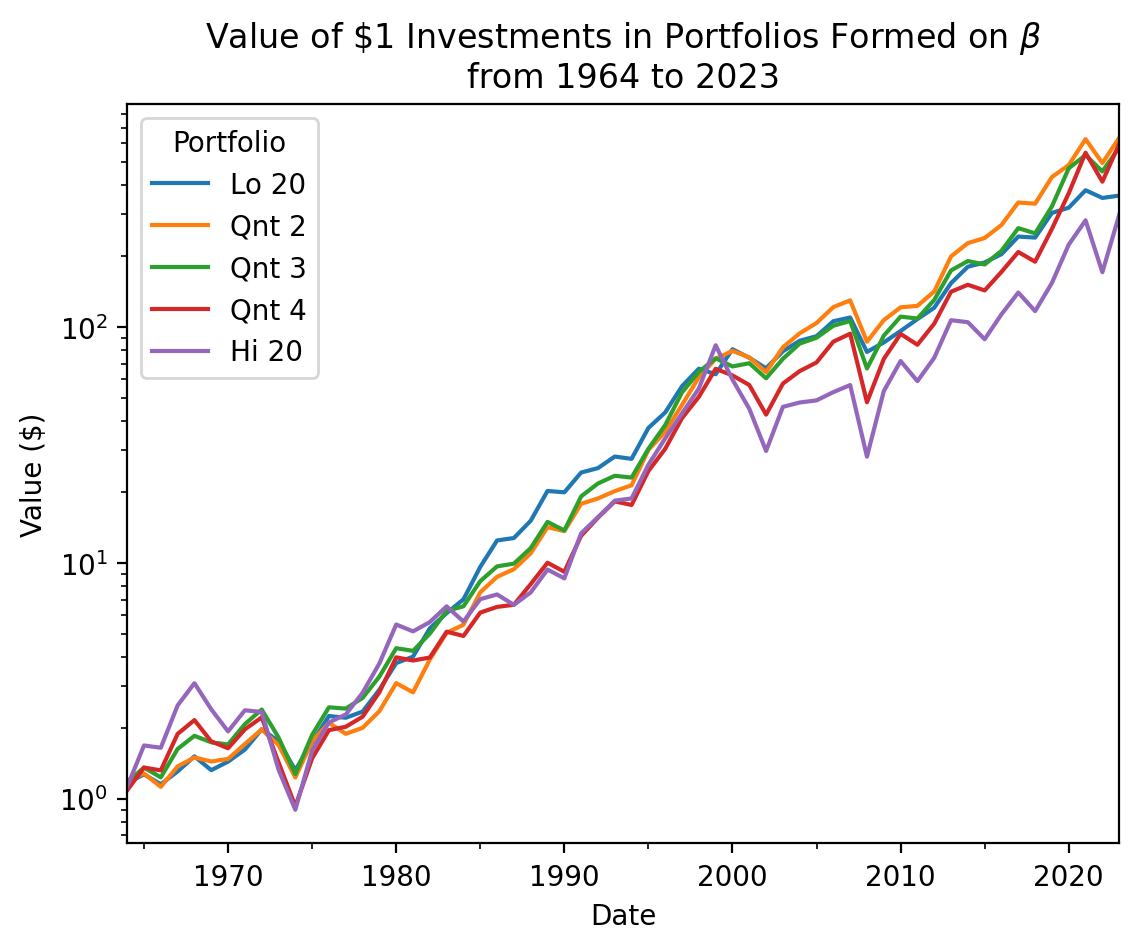 Value of $1 Investments in Portfolios Formed on β
from 1964 to 2023
Portfolio
Lo 20
Qnt 2
Qnt 3
Qnt 4
Hi 20
Value ($)
10²
10¹
10⁰
1970 1980 1990 2000 2010 2020
Date